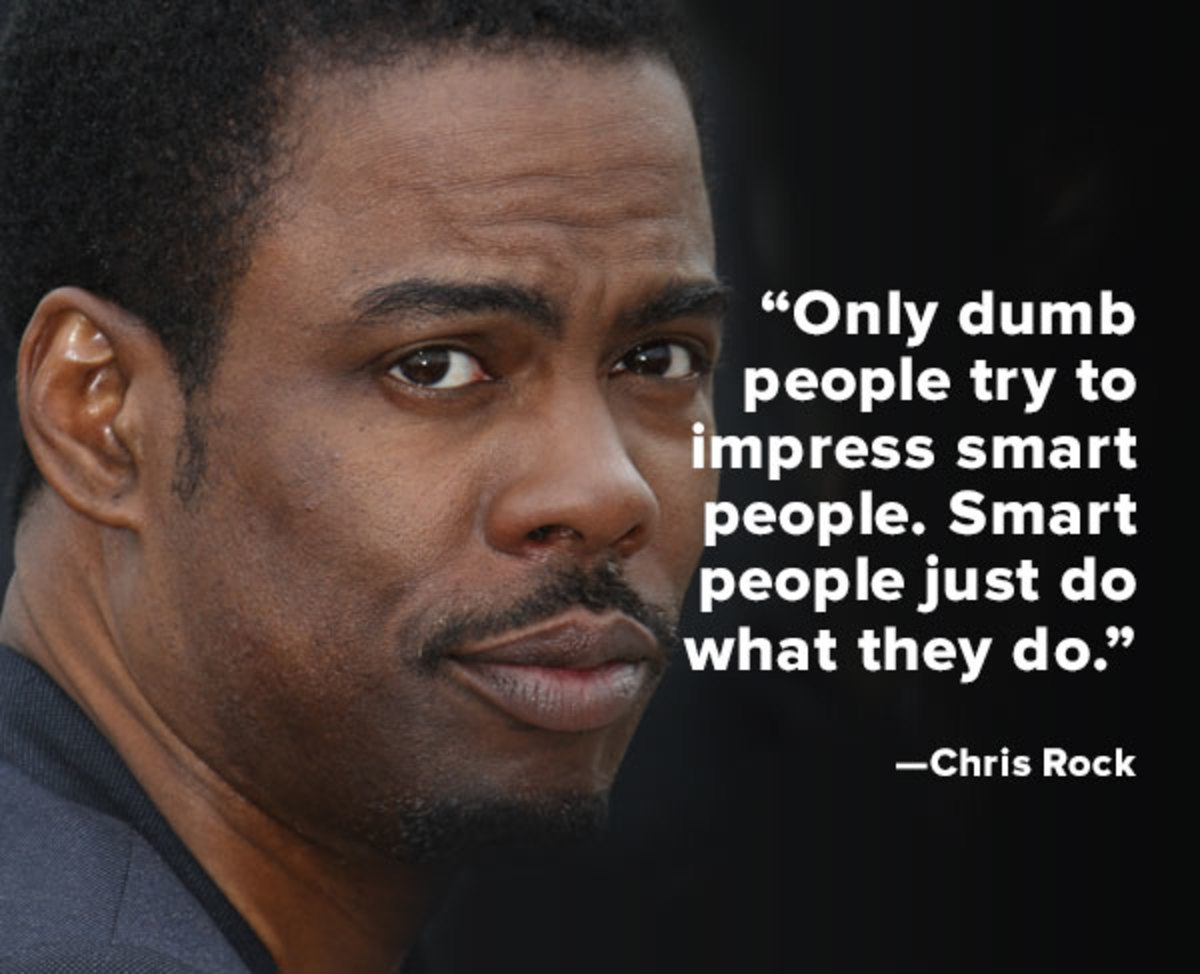 “Only dumb
people try to
impress smart
people. Smart
people just do
what they do.”
—Chris Rock